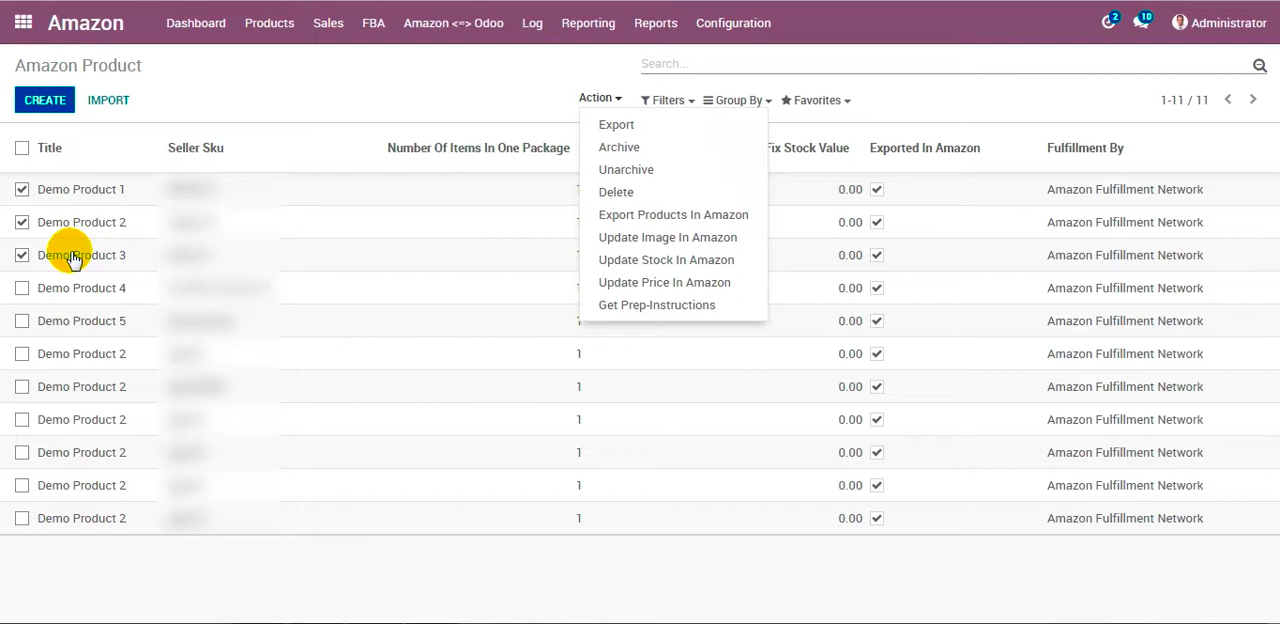 Amazon Dashboard Products Sales FBA Amazon <=> Odoo Log Reporting Reports Configuration 2 10 Administrator
Amazon Product Search...
CREATE IMPORT Action Filters Group By Favorites 1-11 / 11
Title Seller Sku Number Of Items In One Package Fix Stock Value Exported In Amazon Fulfillment By
Export
Archive
Unarchive
Delete
Export Products In Amazon
Update Image In Amazon
Update Stock In Amazon
Update Price In Amazon
Get Prep-Instructions
Demo Product 1 1 0.00 Amazon Fulfillment Network
Demo Product 2 0.00 Amazon Fulfillment Network
Demo Product 3 0.00 Amazon Fulfillment Network
Demo Product 4 1 0.00 Amazon Fulfillment Network
Demo Product 5 1 0.00 Amazon Fulfillment Network
Demo Product 2 1 0.00 Amazon Fulfillment Network
Demo Product 2 1 0.00 Amazon Fulfillment Network
Demo Product 2 1 0.00 Amazon Fulfillment Network
Demo Product 2 1 0.00 Amazon Fulfillment Network
Demo Product 2 1 0.00 Amazon Fulfillment Network
Demo Product 2 1 0.00 Amazon Fulfillment Network